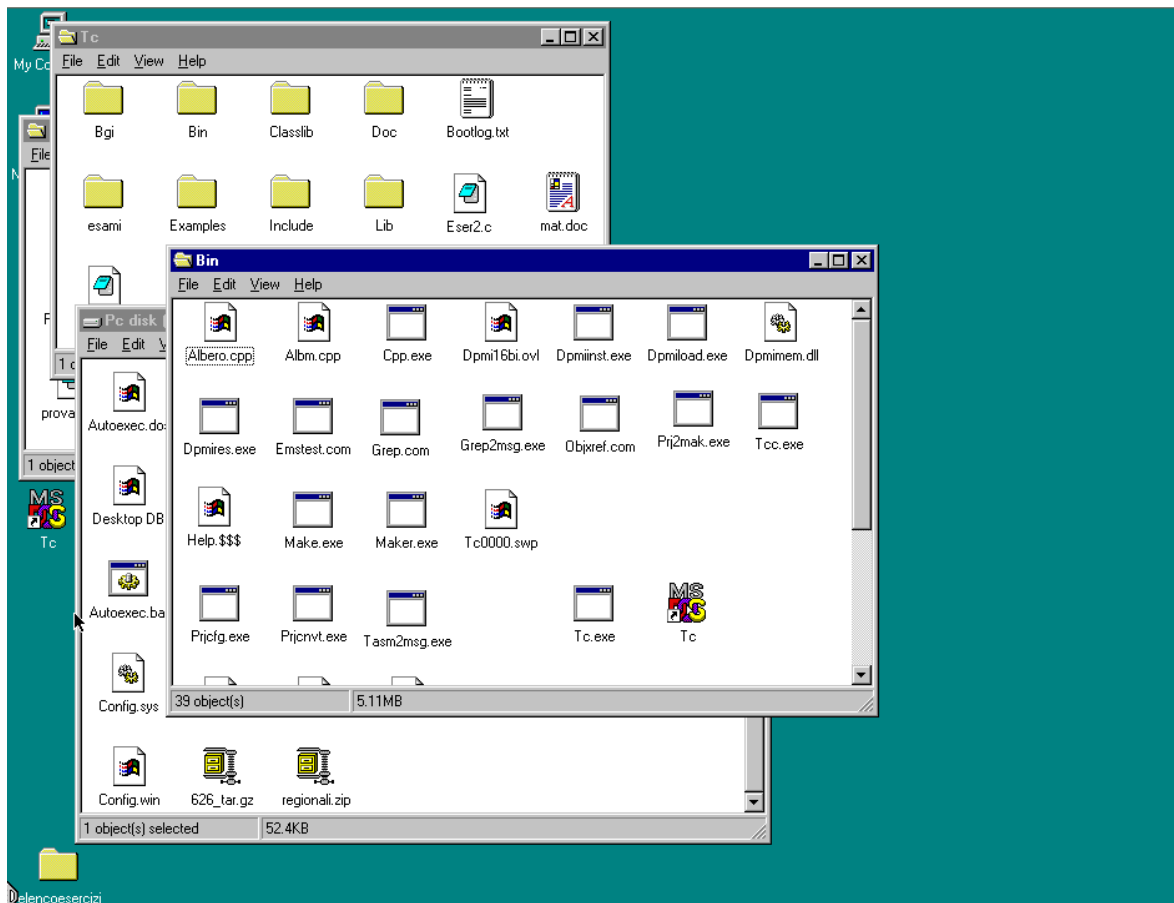 My Co
Tc
File Edit View Help
Bgi Bin Classlib Doc Bootlog.txt
esami Examples Include Lib Eser2.c mat.doc
File
N
F
1 c
prova
1 object
MS
Tc
Pc disk
File Edit V
Autoexec.dos
Desktop DB
Autoexec.ba
Config.sys
Config.win 626_tar.gz regionali.zip
1 object(s) selected 52.4KB
Bin
File Edit View Help
Albero.cpp Albm.cpp Cpp.exe Dpmi16bi.ovl Dpmiinst.exe Dpmiload.exe Dpmimem.dll
Dpmires.exe Emstest.com Grep.com Grep2msg.exe Objxref.com Prj2mak.exe Tcc.exe
Help.$$$ Make.exe Maker.exe Tc0000.swp
MS
Prjcfg.exe Prjcnvt.exe Tasm2msg.exe Tc.exe Tc
39 object(s) 5.11MB
Delencoesercizi